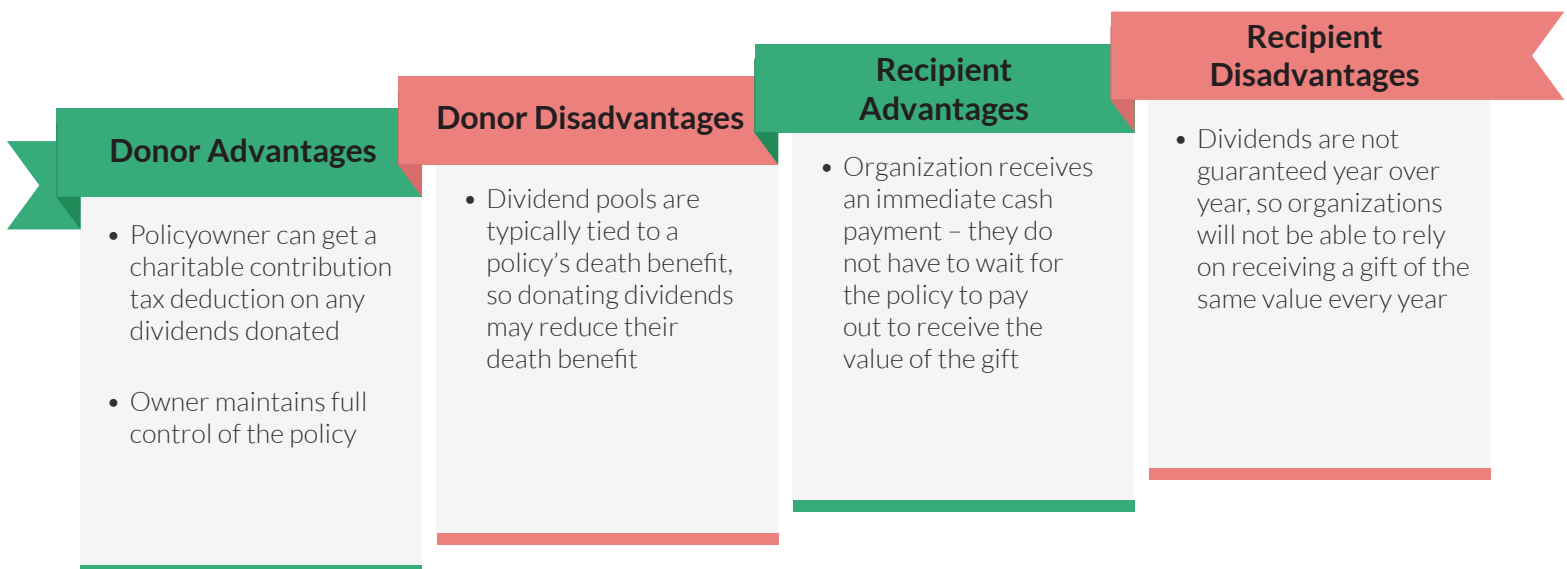 Donor Advantages
• Policyowner can get a
charitable contribution
tax deduction on any
dividends donated
• Owner maintains full
control of the policy
Donor Disadvantages
• Dividend pools are
typically tied to a
policy’s death benefit,
so donating dividends
may reduce their
death benefit
Recipient
Advantages
• Organization receives
an immediate cash
payment – they do
not have to wait for
the policy to pay
out to receive the
value of the gift
Recipient
Disadvantages
• Dividends are not
guaranteed year over
year, so organizations
will not be able to rely
on receiving a gift of the
same value every year